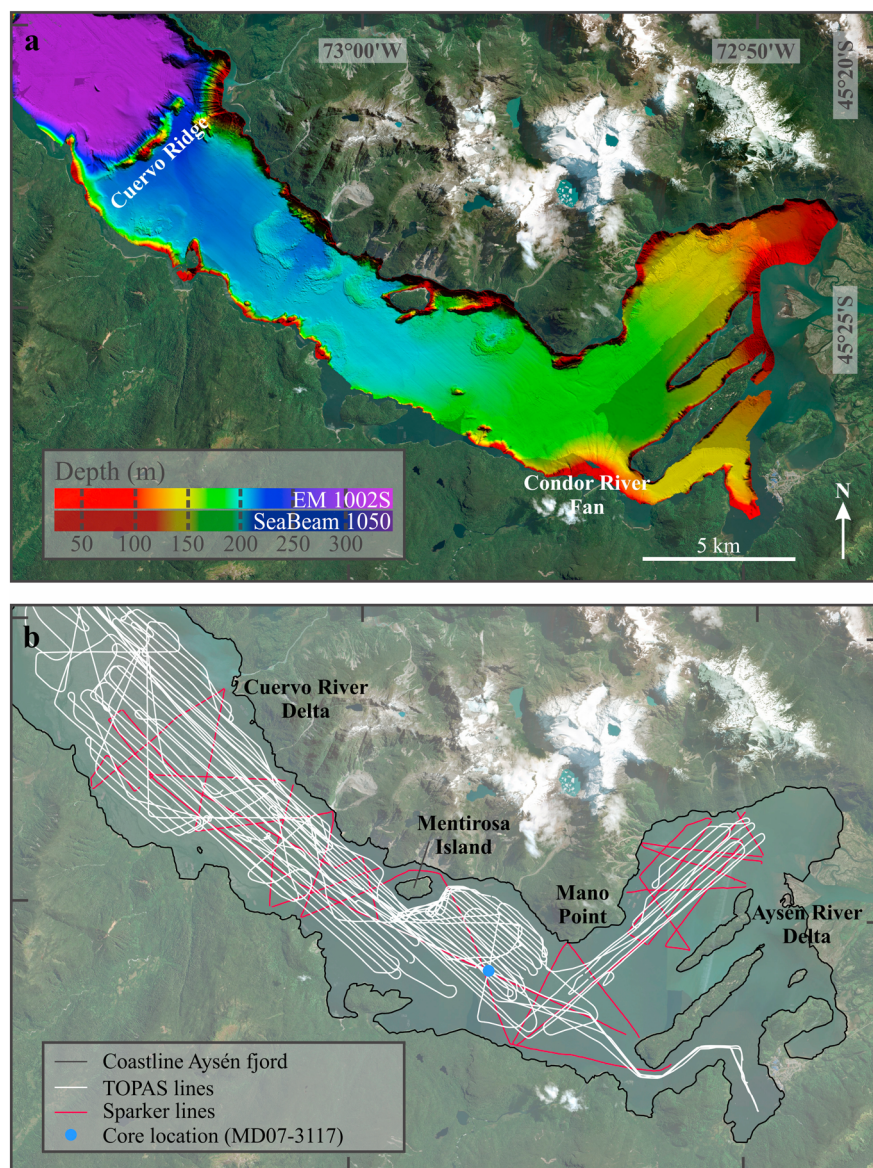 a
73°00'W
72°50'W
45°20'S
Cuervo Ridge
45°25'S
Depth (m)
EM 1002S
SeaBeam 1050
50 100 150 200 250 300
Condor River
Fan
N
5 km
b
Cuervo River
Delta
Mentirosa
Island
Mano
Point
Aysén River
Delta
Coastline Aysén fjord
TOPAS lines
Sparker lines
Core location (MD07-3117)